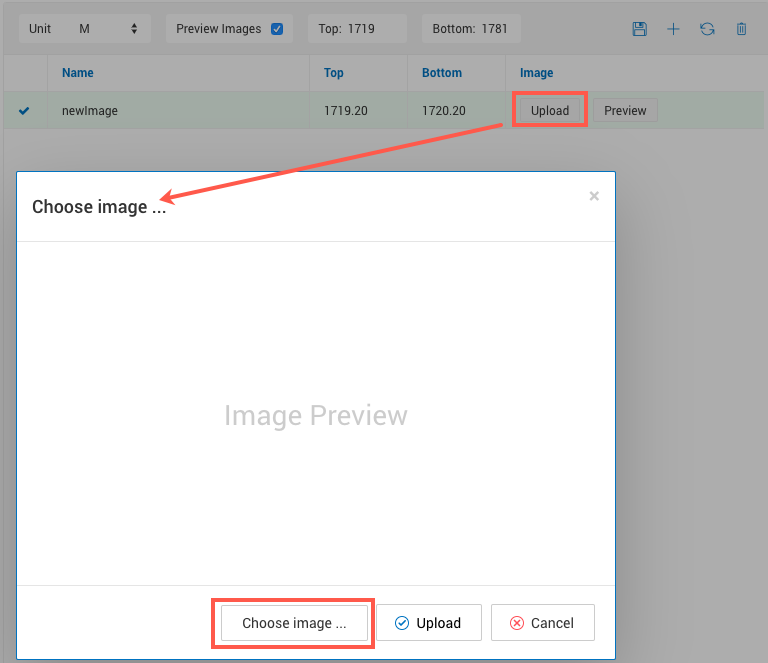 Unit M Preview Images Top: 1719 Bottom: 1781
Name Top Bottom Image
newImage 1719.20 1720.20 Upload Preview
Choose image ... ×
Image Preview
Choose image ... Upload Cancel